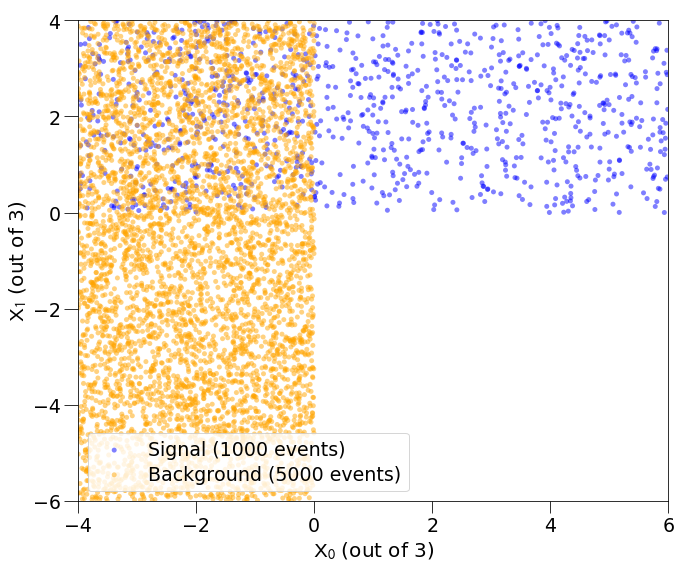 4
2
0
−2
−4
−6
X₁ (out of 3)
Signal (1000 events)
Background (5000 events)
−4 −2 0 2 4 6
X₀ (out of 3)